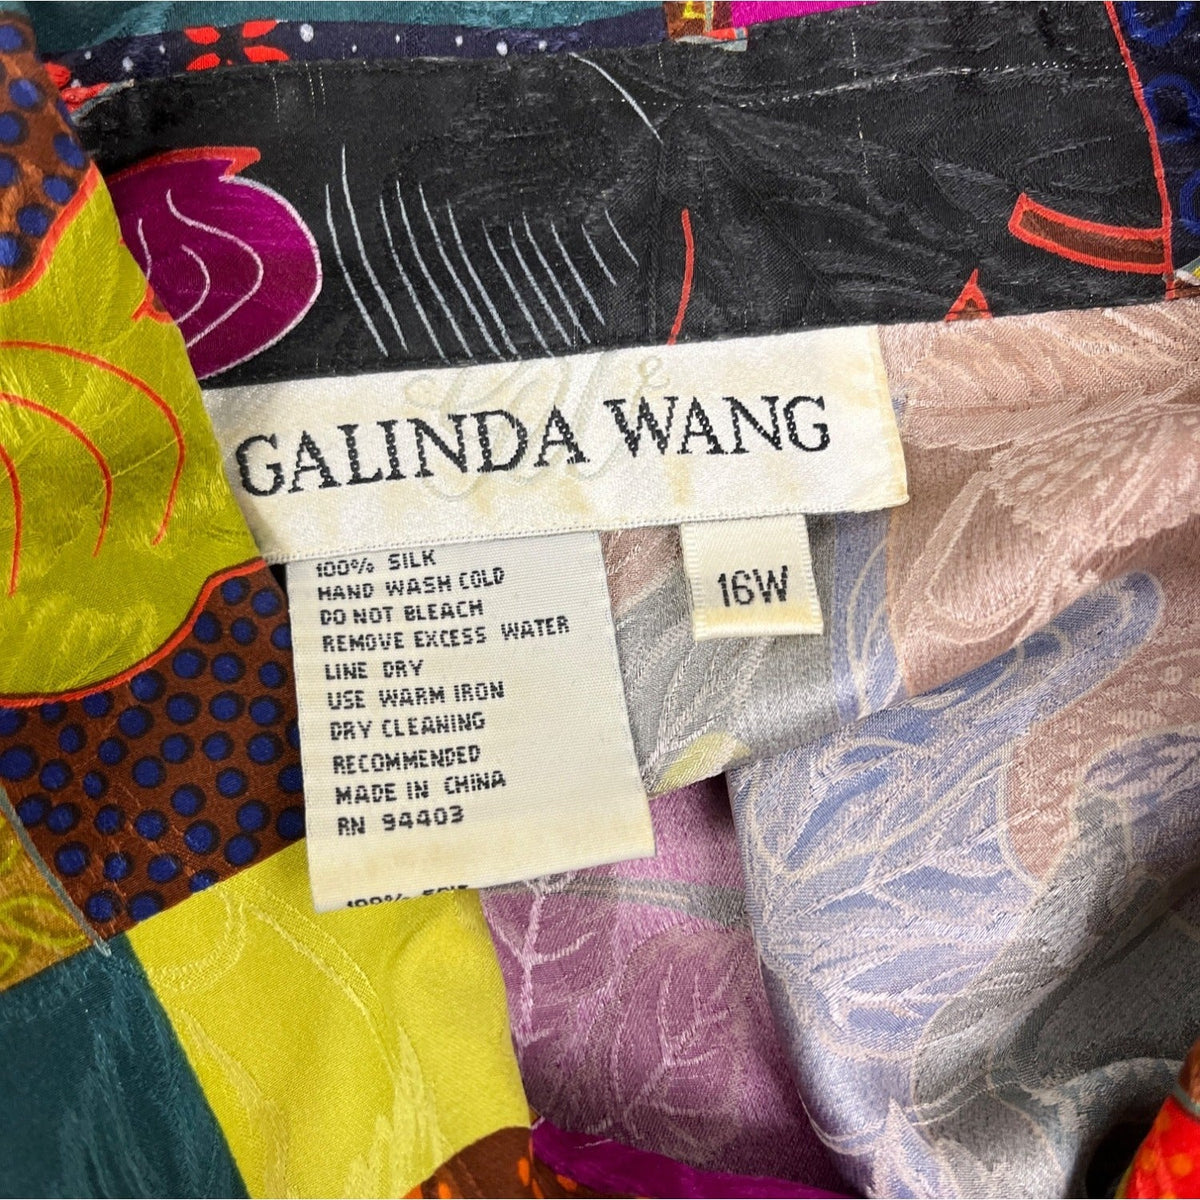 GALINDA WANG
16W
100% SILK
HAND WASH COLD
DO NOT BLEACH
REMOVE EXCESS WATER
LINE DRY
USE WARM IRON
DRY CLEANING
RECOMMENDED
MADE IN CHINA
RN 94403
100%